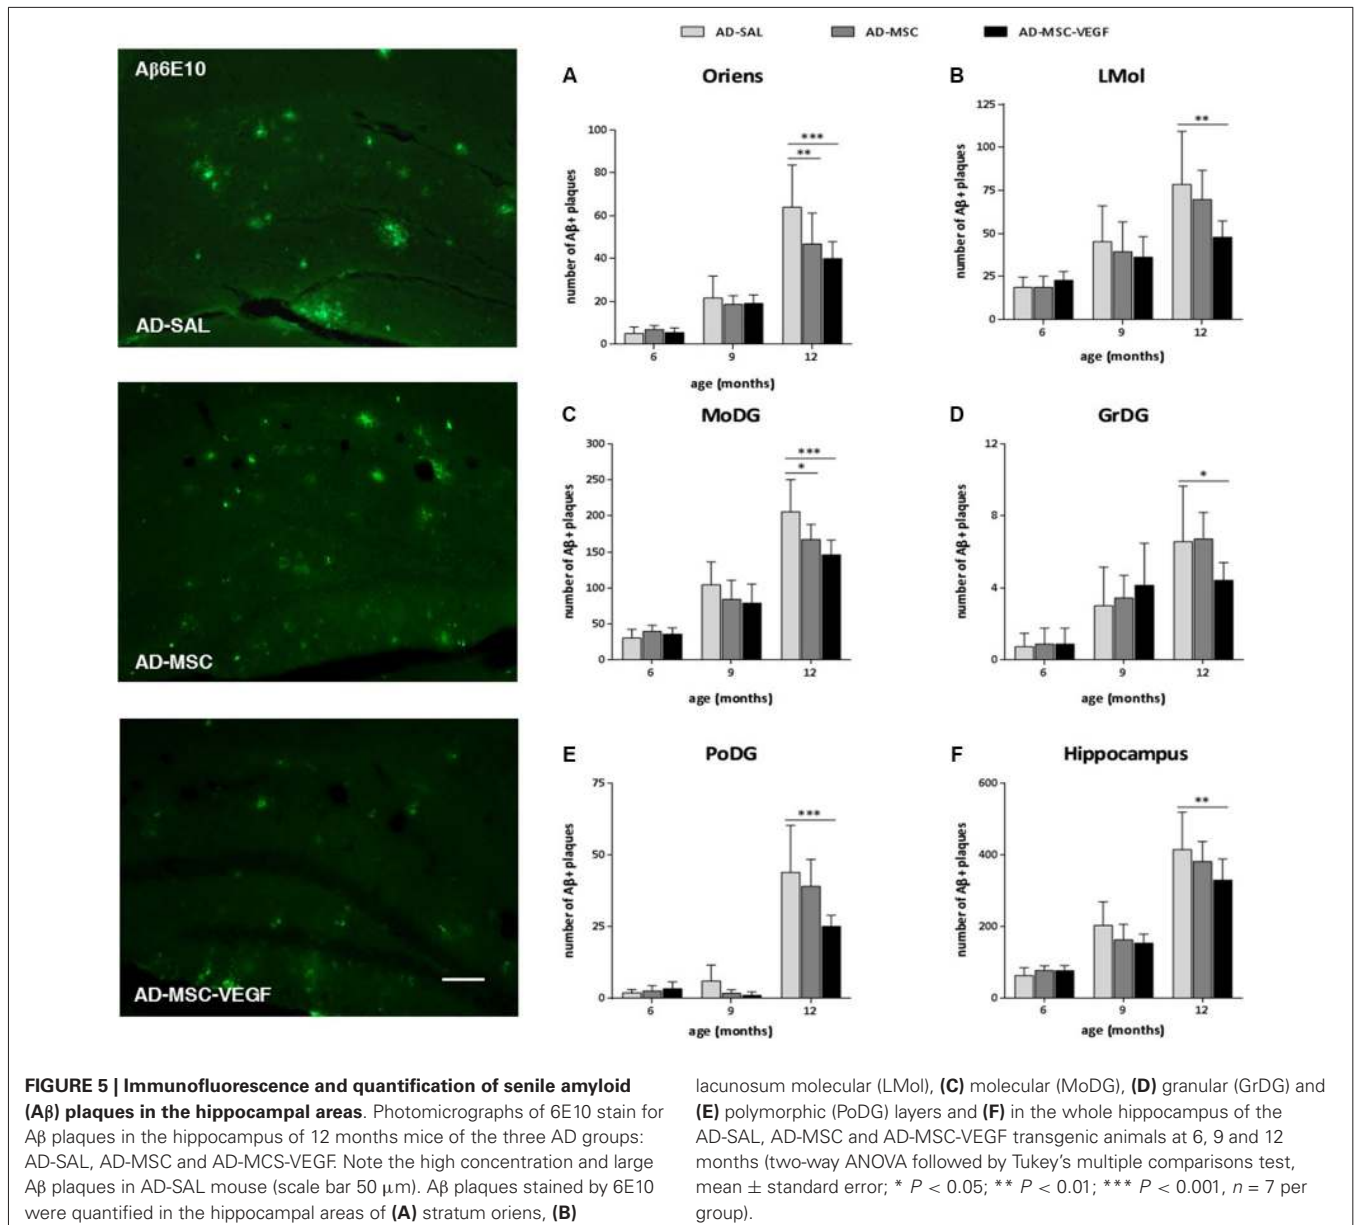 AD-SAL AD-MSC AD-MSC-VEGF
Aβ6E10
AD-SAL
AD-MSC
AD-MSC-VEGF
A Oriens
number of Aβ+ plaques
100
80
60
40
20
0
***
**
6 9 12
age (months)
B LMol
number of Aβ+ plaques
125
100
75
50
25
0
**
6 9 12
age (months)
C MoDG
number of Aβ+ plaques
300
250
200
150
100
50
0
***
*
6 9 12
age (months)
D GrDG
number of Aβ+ plaques
12
8
4
0
*
6 9 12
age (months)
E PoDG
number of Aβ+ plaques
75
50
25
0
***
6 9 12
age (months)
F Hippocampus
number of Aβ+ plaques
600
400
200
0
**
6 9 12
age (months)
FIGURE 5 | Immunofluorescence and quantification of senile amyloid
(Aβ) plaques in the hippocampal areas. Photomicrographs of 6E10 stain for
Aβ plaques in the hippocampus of 12 months mice of the three AD groups:
AD-SAL, AD-MSC and AD-MCS-VEGF. Note the high concentration and large
Aβ plaques in AD-SAL mouse (scale bar 50 μm). Aβ plaques stained by 6E10
were quantified in the hippocampal areas of (A) stratum oriens, (B)
lacunosum molecular (LMol), (C) molecular (MoDG), (D) granular (GrDG) and
(E) polymorphic (PoDG) layers and (F) in the whole hippocampus of the
AD-SAL, AD-MSC and AD-MSC-VEGF transgenic animals at 6, 9 and 12
months (two-way ANOVA followed by Tukey's multiple comparisons test,
mean ± standard error; * P < 0.05; ** P < 0.01; *** P < 0.001, n = 7 per
group).